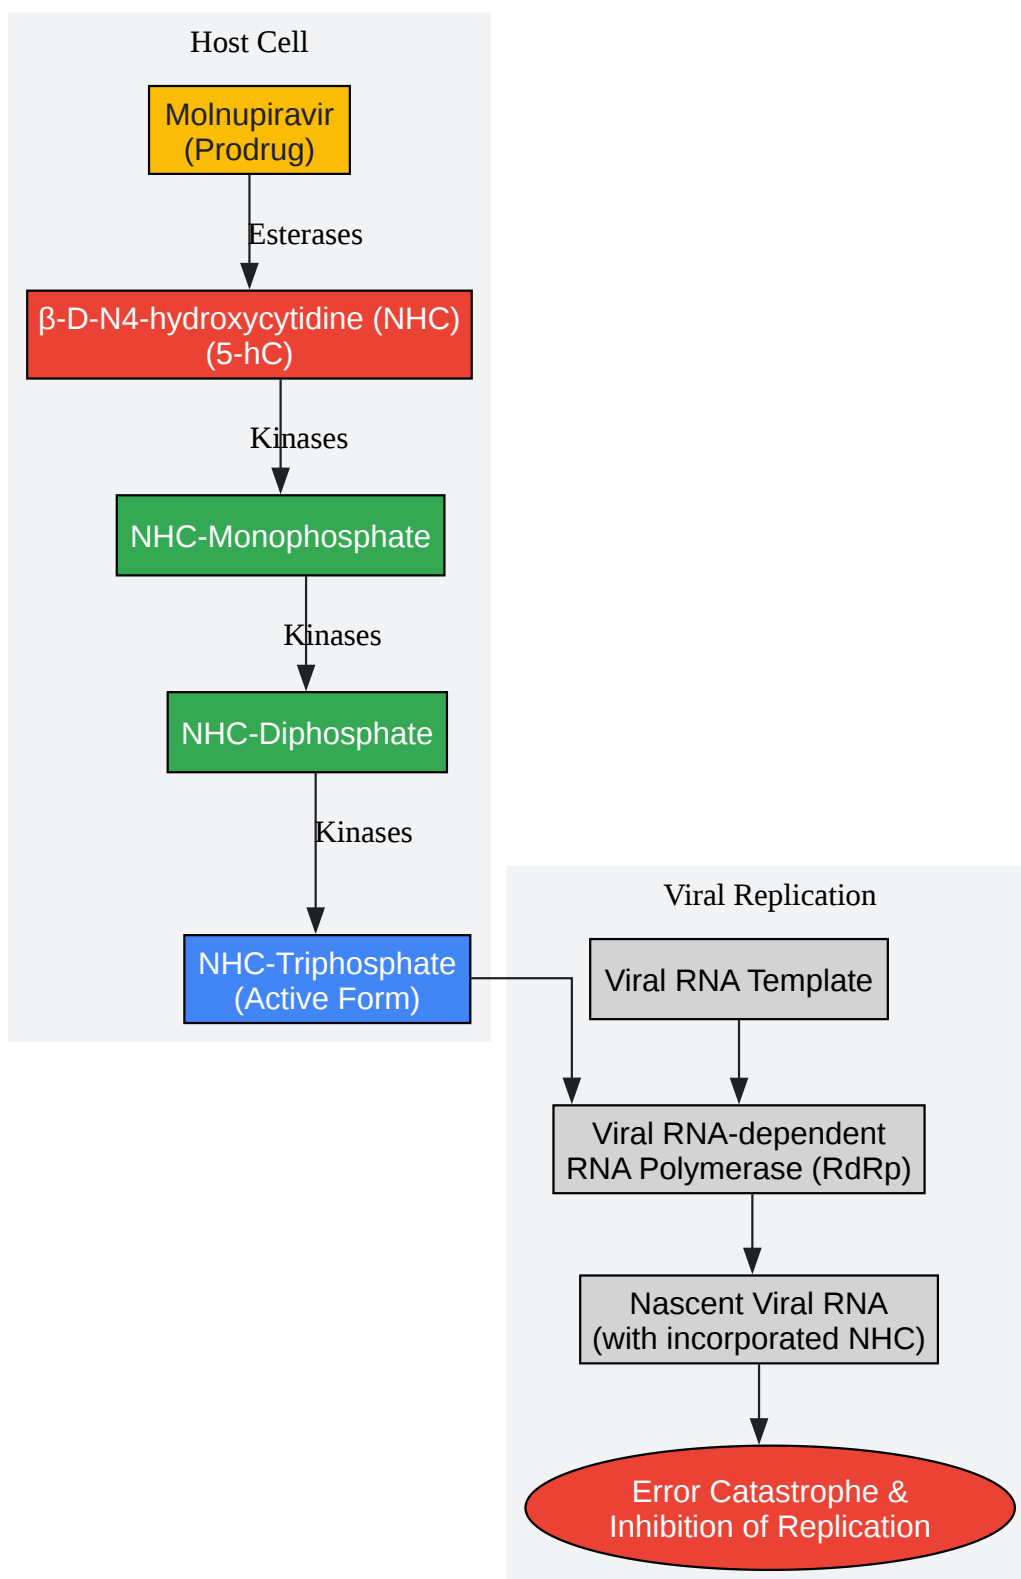 Host Cell
Molnupiravir
(Prodrug)
Esterases
β-D-N4-hydroxycytidine (NHC)
(5-hC)
Kinases
NHC-Monophosphate
Kinases
NHC-Diphosphate
Kinases
NHC-Triphosphate
(Active Form)
Viral Replication
Viral RNA Template
Viral RNA-dependent
RNA Polymerase (RdRp)
Nascent Viral RNA
(with incorporated NHC)
Error Catastrophe &
Inhibition of Replication